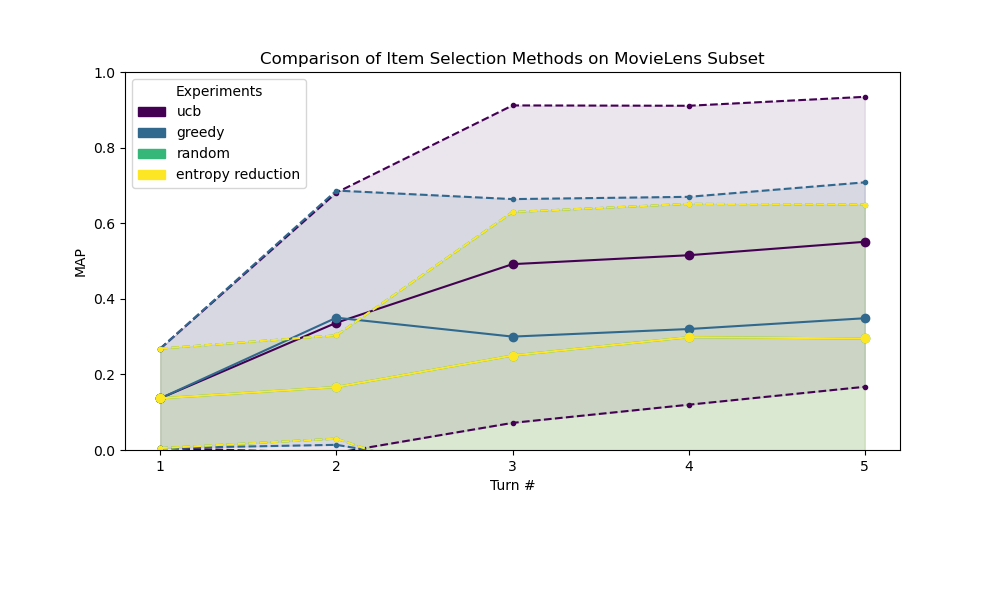 Comparison of Item Selection Methods on MovieLens Subset
1.0
0.8
0.6
0.4
0.2
0.0
MAP
Experiments
ucb
greedy
random
entropy reduction
1
2
3
4
5
Turn #